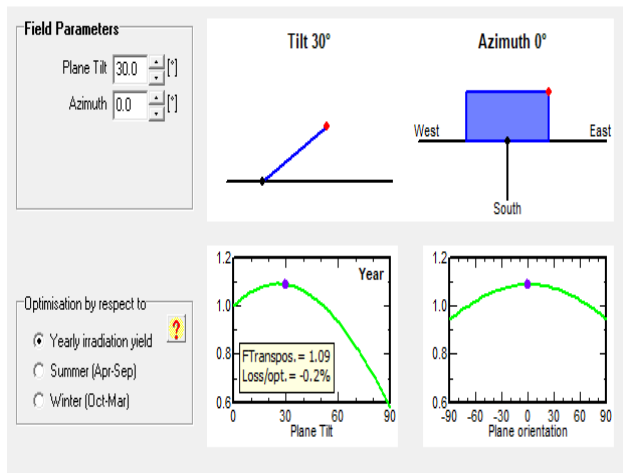 Field Parameters
Plane Tilt 30.0 [°]
Azimuth 0.0 [°]
Tilt 30°
Azimuth 0°
West East
South
Optimisation by respect to
Yearly irradiation yield
?
Summer (Apr-Sep)
Winter (Oct-Mar)
1.2
1.0
0.8
0.6
Year
FTranspos. = 1.09
Loss/opt. = -0.2%
0 30 60 90
Plane Tilt
1.2
1.0
0.8
0.6
-90 -60 -30 0 30 60 90
Plane orientation